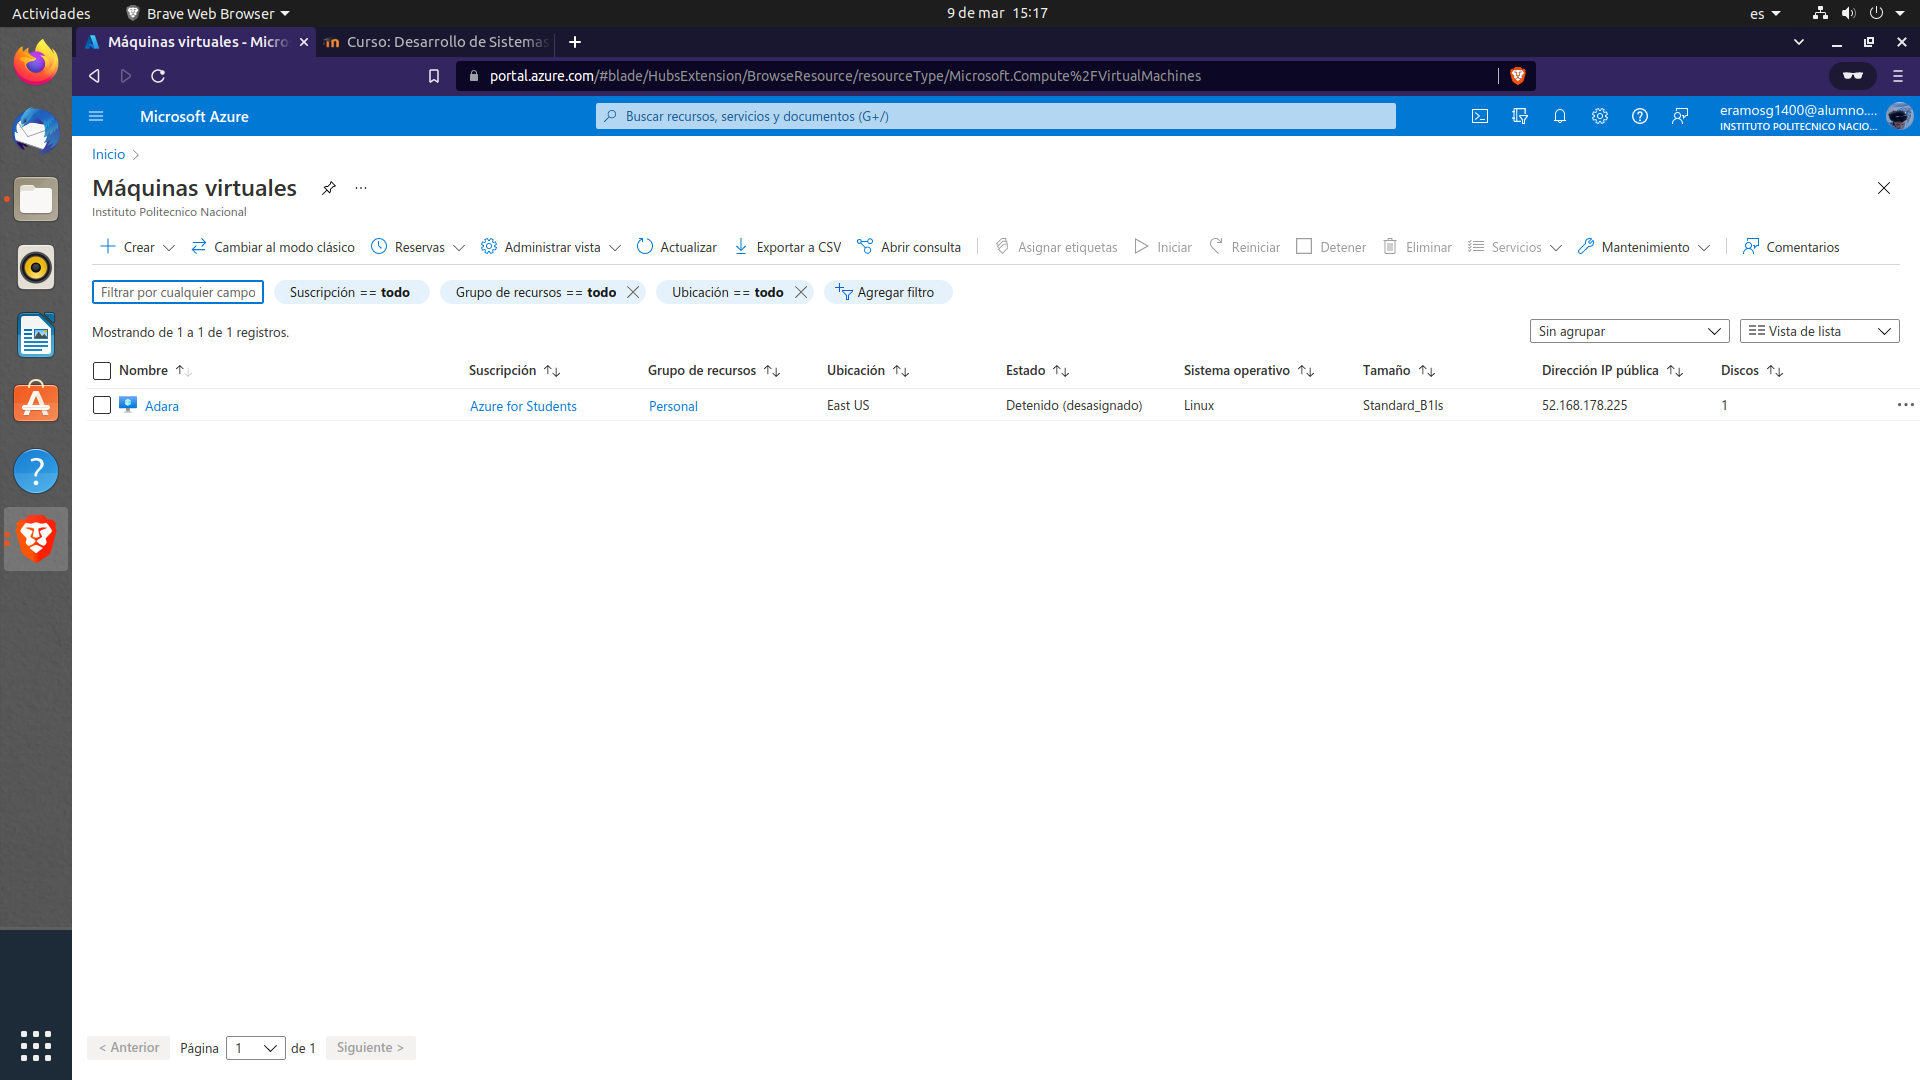 Actividades
Brave Web Browser
9 de mar 15:17
es
Máquinas virtuales - Micro
Curso: Desarrollo de Sistemas
portal.azure.com/#blade/HubsExtension/BrowseResource/resourceType/Microsoft.Compute%2FVirtualMachines
Microsoft Azure
Buscar recursos, servicios y documentos (G+/)
eramosg1400@alumno....
INSTITUTO POLITECNICO NACIO...
Inicio
Máquinas virtuales
Instituto Politecnico Nacional
Crear
Cambiar al modo clásico
Reservas
Administrar vista
Actualizar
Exportar a CSV
Abrir consulta
Asignar etiquetas
Iniciar
Reiniciar
Detener
Eliminar
Servicios
Mantenimiento
Comentarios
Filtrar por cualquier campo
Suscripción == todo
Grupo de recursos == todo
Ubicación == todo
Agregar filtro
Mostrando de 1 a 1 de 1 registros.
Sin agrupar
Vista de lista
Nombre Suscripción Grupo de recursos Ubicación Estado Sistema operativo Tamaño Dirección IP pública Discos
Adara Azure for Students Personal East US Detenido (desasignado) Linux Standard_B1ls 52.168.178.225 1
< Anterior Página 1 de 1 Siguiente >